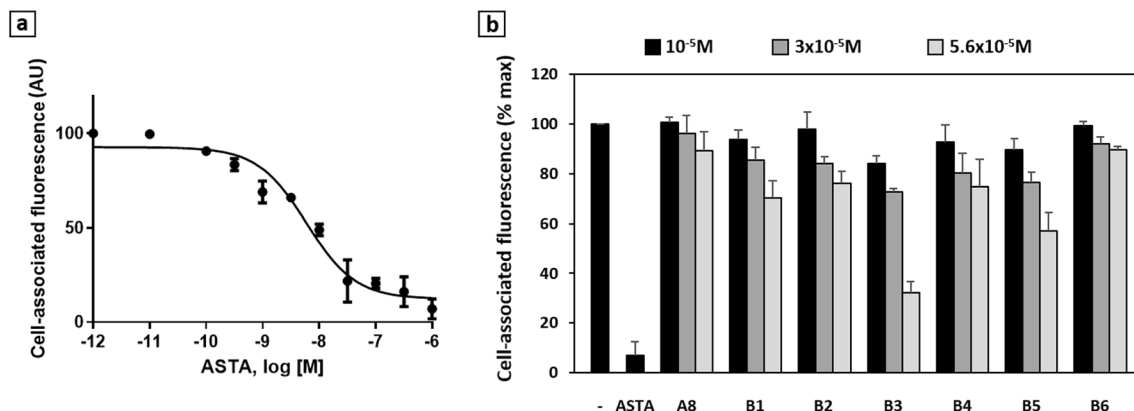 a
Cell-associated fluorescence (AU)
100
50
0
-12 -11 -10 -9 -8 -7 -6
ASTA, log [M]
b
10⁻⁵M 3x10⁻⁵M 5.6x10⁻⁵M
Cell-associated fluorescence (% max)
120
100
80
60
40
20
0
- ASTA A8 B1 B2 B3 B4 B5 B6